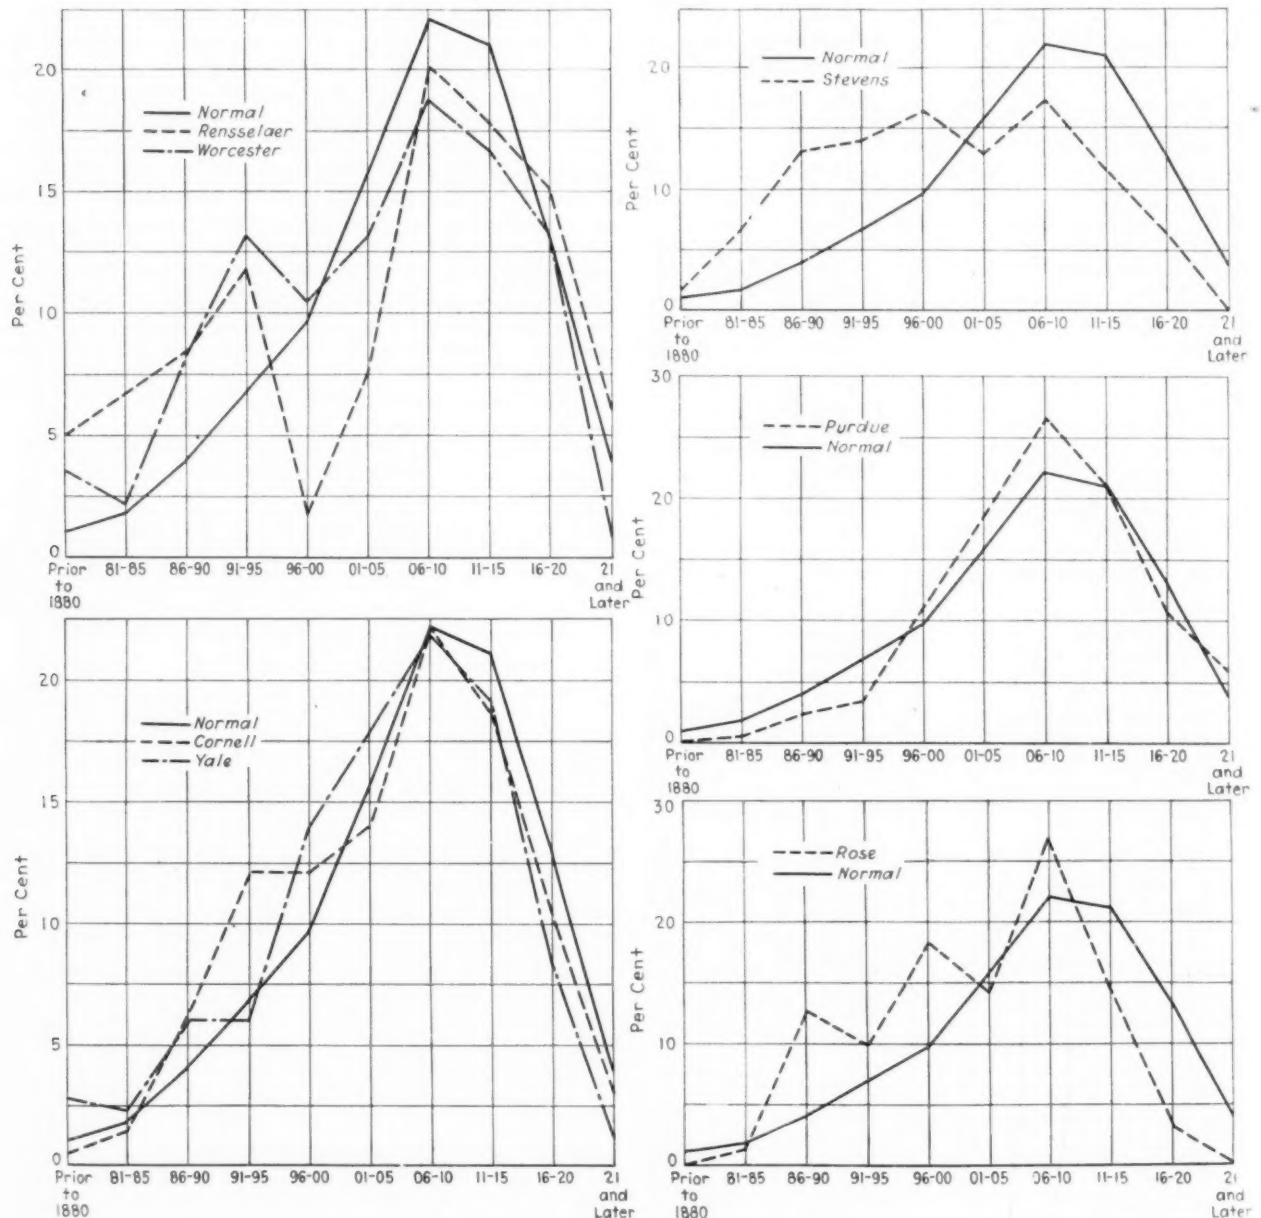 Per Cent
20
15
10
5
0
Normal
Rensselaer
Worcester
Prior to 1880
81-85
86-90
91-95
96-00
01-05
06-10
11-15
16-20
21 and Later
Per Cent
20
10
0
Normal
Stevens
Prior to 1880
81-85
86-90
91-95
96-00
01-05
06-10
11-15
16-20
21 and Later
Per Cent
30
20
10
0
Purdue
Normal
Prior to 1880
81-85
86-90
91-95
96-00
01-05
06-10
11-15
16-20
21 and Later
Per Cent
20
15
10
5
0
Normal
Cornell
Yale
Prior to 1880
81-85
86-90
91-95
96-00
01-05
06-10
11-15
16-20
21 and Later
Per Cent
30
20
10
0
Rose
Normal
Prior to 1880
81-85
86-90
91-95
96-00
01-05
06-10
11-15
16-20
21 and Later